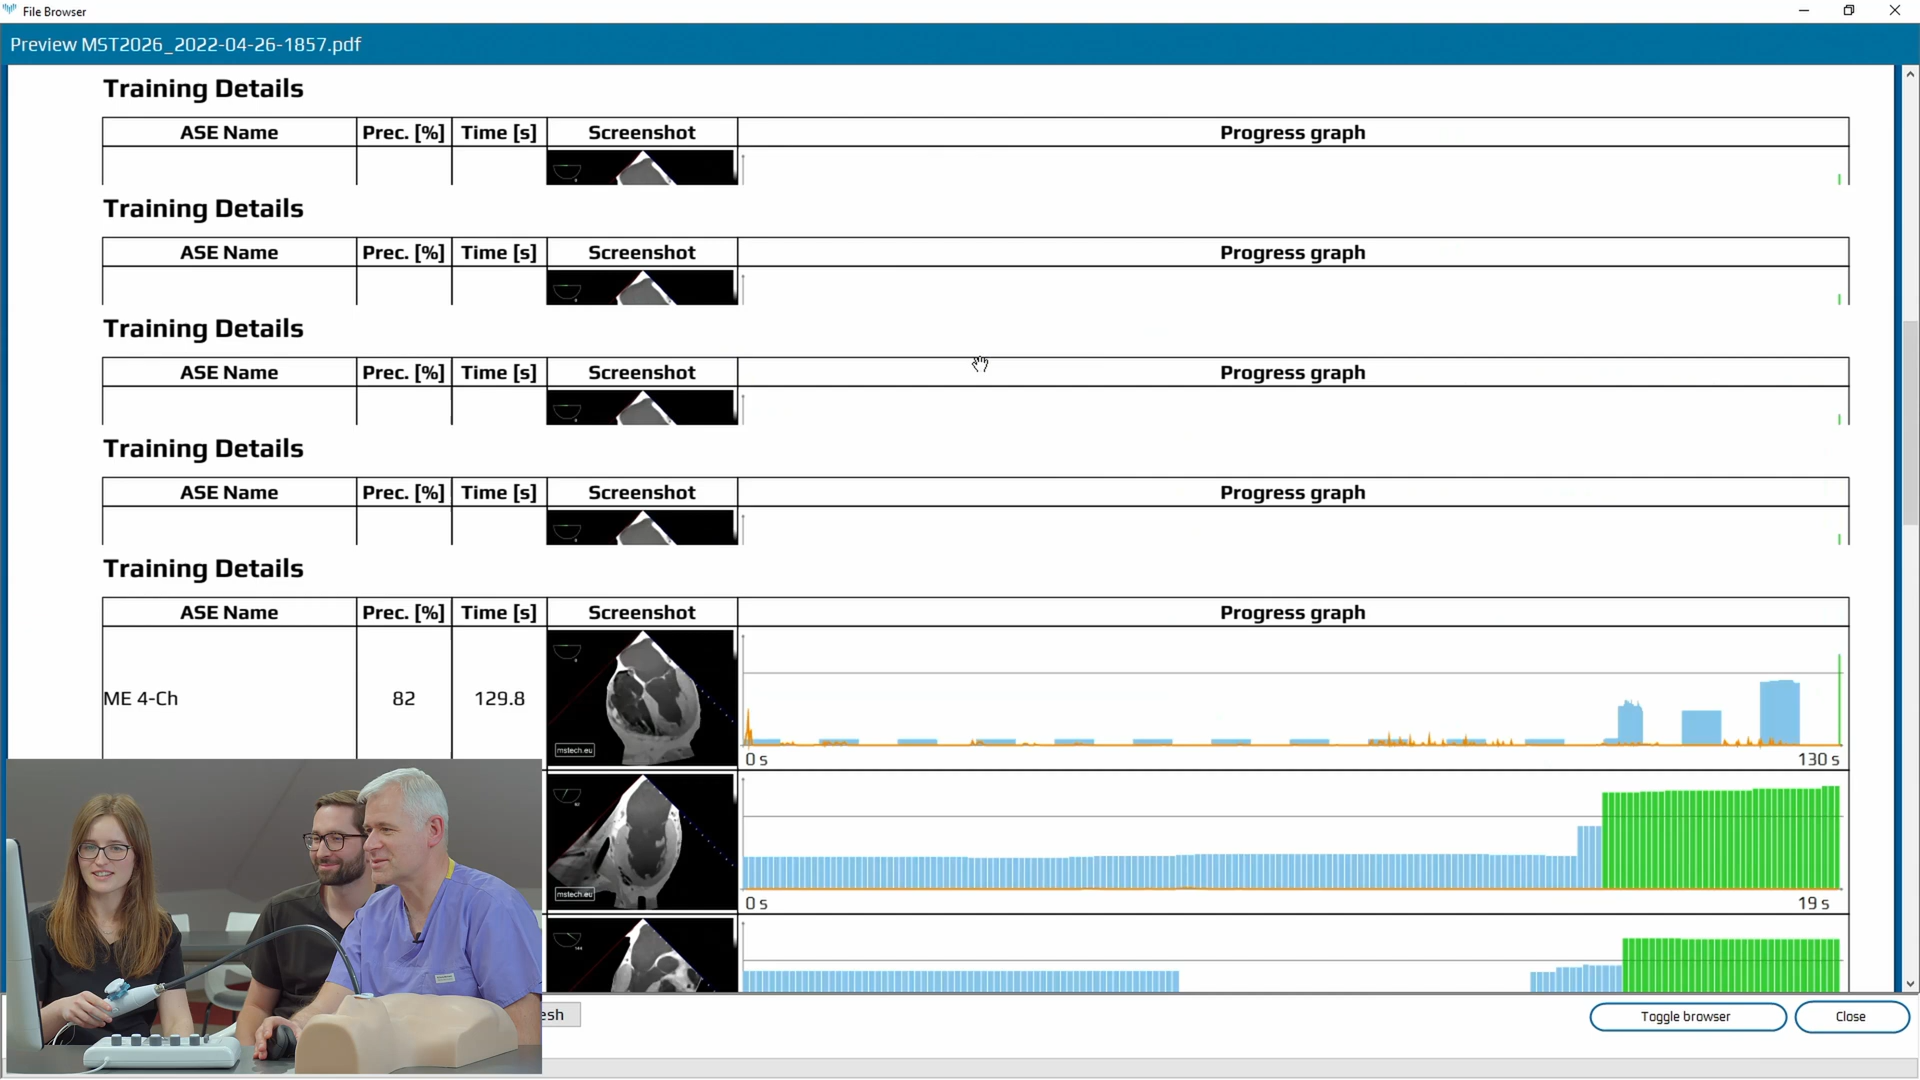 File Browser
Preview MST2026_2022-04-26-1857.pdf
Training Details
ASE Name Prec. [%] Time [s] Screenshot Progress graph
Training Details
ASE Name Prec. [%] Time [s] Screenshot Progress graph
Training Details
ASE Name Prec. [%] Time [s] Screenshot Progress graph
Training Details
ASE Name Prec. [%] Time [s] Screenshot Progress graph
Training Details
ASE Name Prec. [%] Time [s] Screenshot Progress graph
ME 4-Ch 82 129.8
mstech.eu
0 s 130 s
mstech.eu
0 s 19 s
esh
Toggle browser
Close